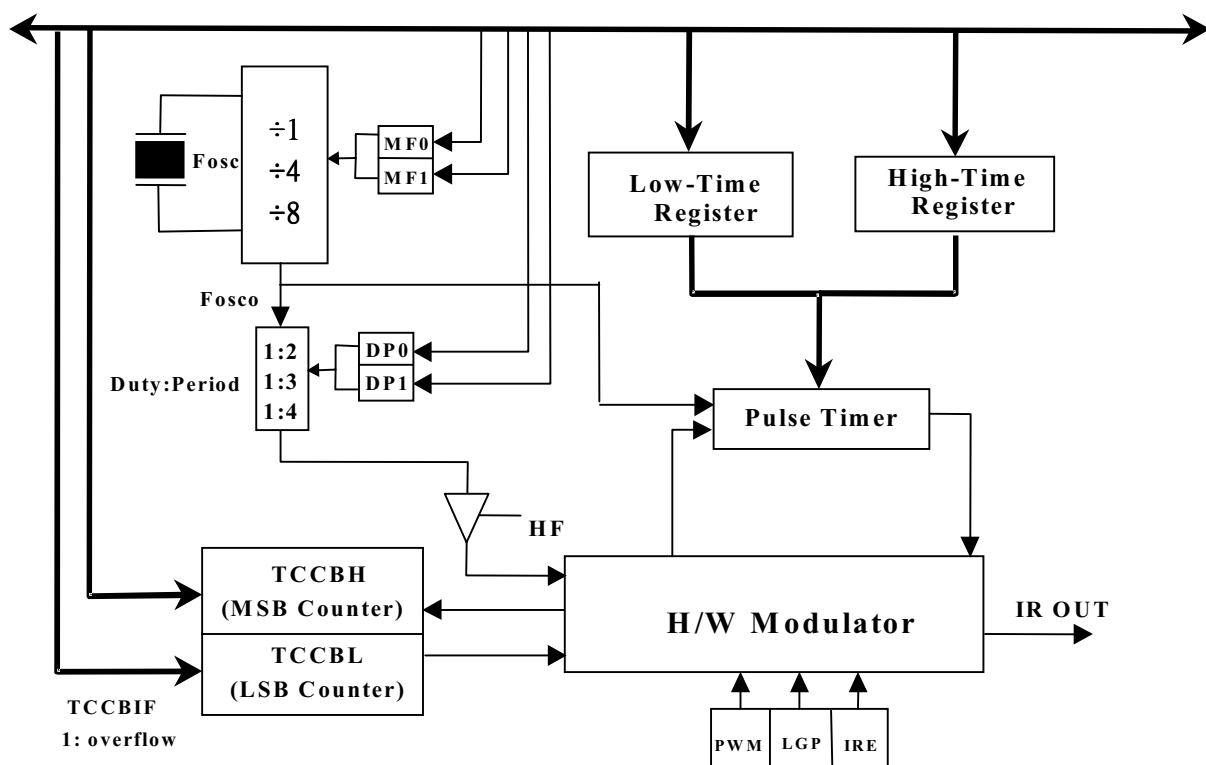 ÷1
÷4
÷8
Fosc
MF0
MF1
Low-Time
Register
High-Time
Register
Fosco
1:2
1:3
1:4
Duty:Period
DP0
DP1
Pulse Timer
HF
TCCBH
(MSB Counter)
TCCBL
(LSB Counter)
H/W Modulator
IR OUT
TCCBIF
1: overflow
PWM
LGP
IRE